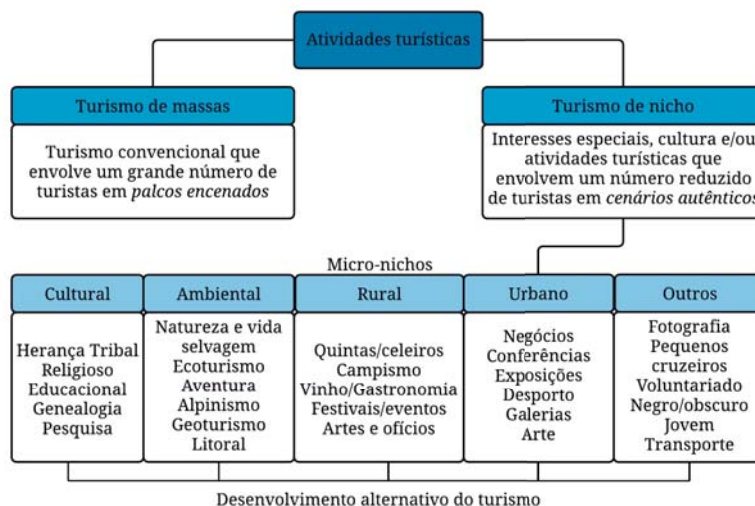 Atividades turísticas
Turismo de massas
Turismo convencional que
envolve um grande número de
turistas em palcos encenados
Turismo de nicho
Interesses especiais, cultura e/ou
atividades turísticas que
envolvem um número reduzido
de turistas em cenários autênticos
Micro-nichos
Cultural
Herança Tribal
Religioso
Educacional
Genealogia
Pesquisa
Ambiental
Natureza e vida
selvagem
Ecoturismo
Aventura
Alpinismo
Geoturismo
Litoral
Rural
Quintas/celeiros
Campismo
Vinho/Gastronomia
Festivais/eventos
Artes e ofícios
Urbano
Negócios
Conferências
Exposições
Desporto
Galerias
Arte
Outros
Fotografia
Pequenos
cruzeiros
Voluntariado
Negro/obscuro
Jovem
Transporte
Desenvolvimento alternativo do turismo